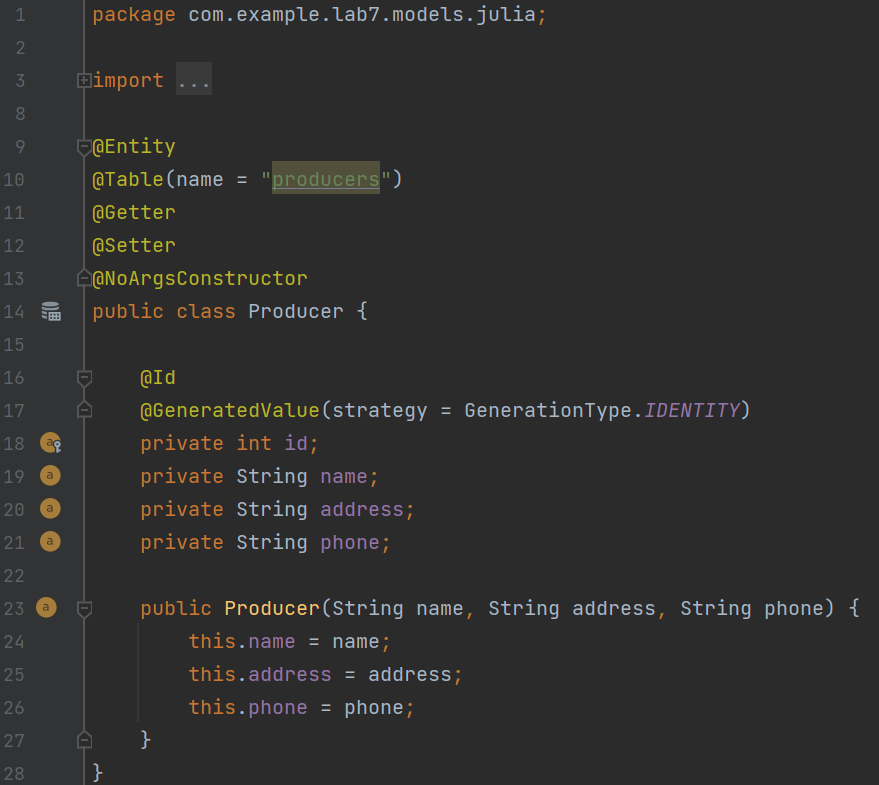 1 package com.example.lab7.models.julia;
2
3 import ...
8
9 @Entity
10 @Table(name = "producers")
11 @Getter
12 @Setter
13 @NoArgsConstructor
14 public class Producer {
15
16     @Id
17     @GeneratedValue(strategy = GenerationType.IDENTITY)
18     private int id;
19     private String name;
20     private String address;
21     private String phone;
22
23     public Producer(String name, String address, String phone) {
24         this.name = name;
25         this.address = address;
26         this.phone = phone;
27     }
28 }